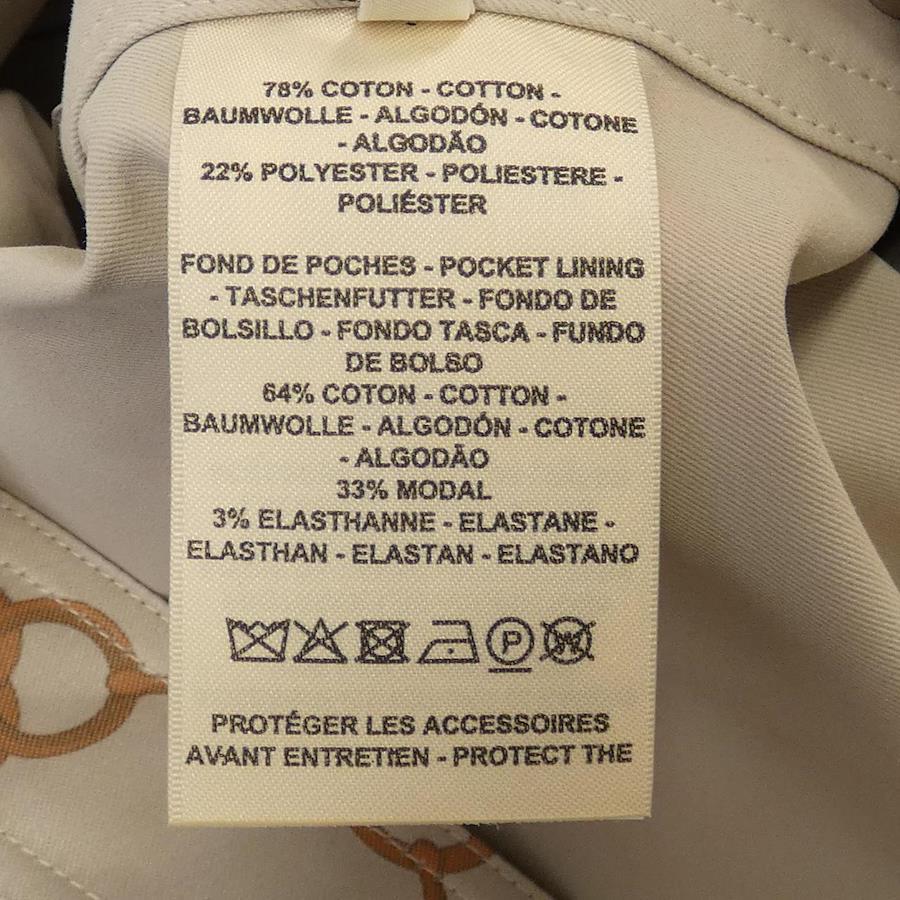 78% COTON - COTTON -
BAUMWOLLE - ALGODÓN - COTONE
- ALGODÃO
22% POLYESTER - POLIESTERE -
POLIÉSTER
FOND DE POCHES - POCKET LINING
- TASCHENFUTTER - FONDO DE
BOLSILLO - FONDO TASCA - FUNDO
DE BOLSO
64% COTON - COTTON -
BAUMWOLLE - ALGODÓN - COTONE
- ALGODÃO
33% MODAL
3% ELASTHANNE - ELASTANE -
ELASTHAN - ELASTAN - ELASTANO
P W
PROTÉGER LES ACCESSOIRES
AVANT ENTRETIEN - PROTECT THE